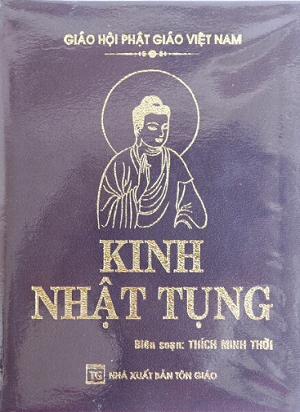 GIÁO HỘI PHẬT GIÁO VIỆT NAM
KINH
NHẬT TỤNG
Biên soạn: THÍCH MINH THỜI
TG NHÀ XUẤT BẢN TÔN GIÁO